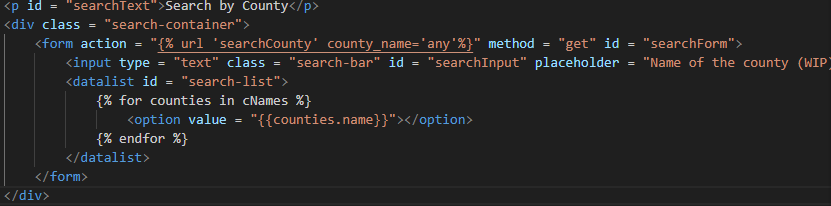 <p id = "searchText">Search by County</p>
<div class = "search-container">
<form action = "{% url 'searchCounty' county_name='any'%}" method = "get" id = "searchForm">
<input type = "text" class = "search-bar" id = "searchInput" placeholder = "Name of the county (WIP)
<datalist id = "search-list">
{% for counties in cNames %}
<option value = "{{counties.name}}"></option>
{% endfor %}
</datalist>
</form>
</div>